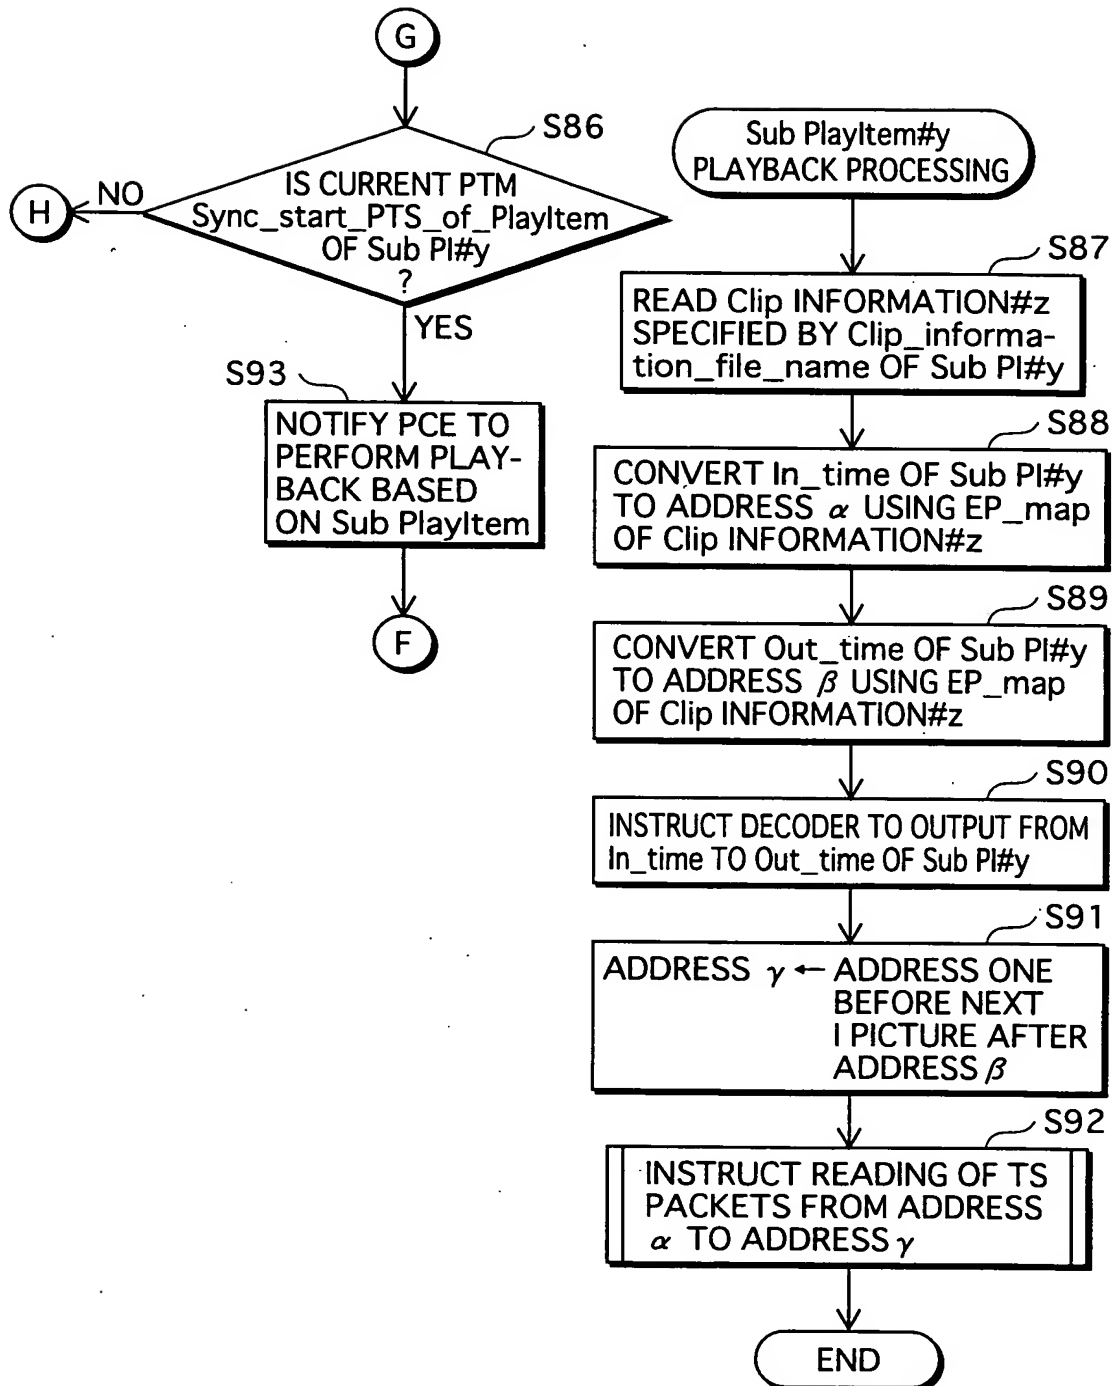 G
S86
IS CURRENT PTM
Sync_start_PTS_of_PlayItem
OF Sub PI#y
?
NO
H
YES
S93
NOTIFY PCE TO
PERFORM PLAY-
BACK BASED
ON Sub PlayItem
F
Sub PlayItem#y
PLAYBACK PROCESSING
S87
READ Clip INFORMATION#z
SPECIFIED BY Clip_informa-
tion_file_name OF Sub PI#y
S88
CONVERT In_time OF Sub PI#y
TO ADDRESS α USING EP_map
OF Clip INFORMATION#z
S89
CONVERT Out_time OF Sub PI#y
TO ADDRESS β USING EP_map
OF Clip INFORMATION#z
S90
INSTRUCT DECODER TO OUTPUT FROM
In_time TO Out_time OF Sub PI#y
S91
ADDRESS γ ← ADDRESS ONE
BEFORE NEXT
I PICTURE AFTER
ADDRESS β
S92
INSTRUCT READING OF TS
PACKETS FROM ADDRESS
α TO ADDRESS γ
END